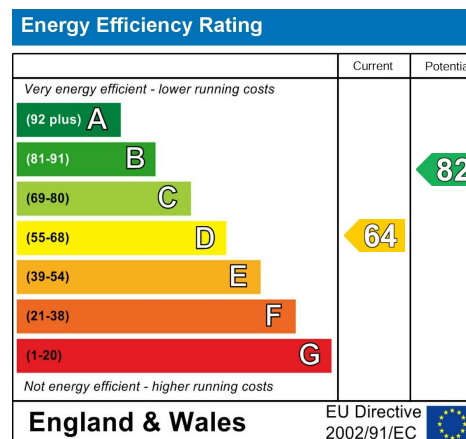 Energy Efficiency Rating
Current Potentia
Very energy efficient - lower running costs
(92 plus) A
(81-91) B
82
(69-80) C
(55-68) D
64
(39-54) E
(21-38) F
(1-20) G
Not energy efficient - higher running costs
England & Wales
EU Directive
2002/91/EC